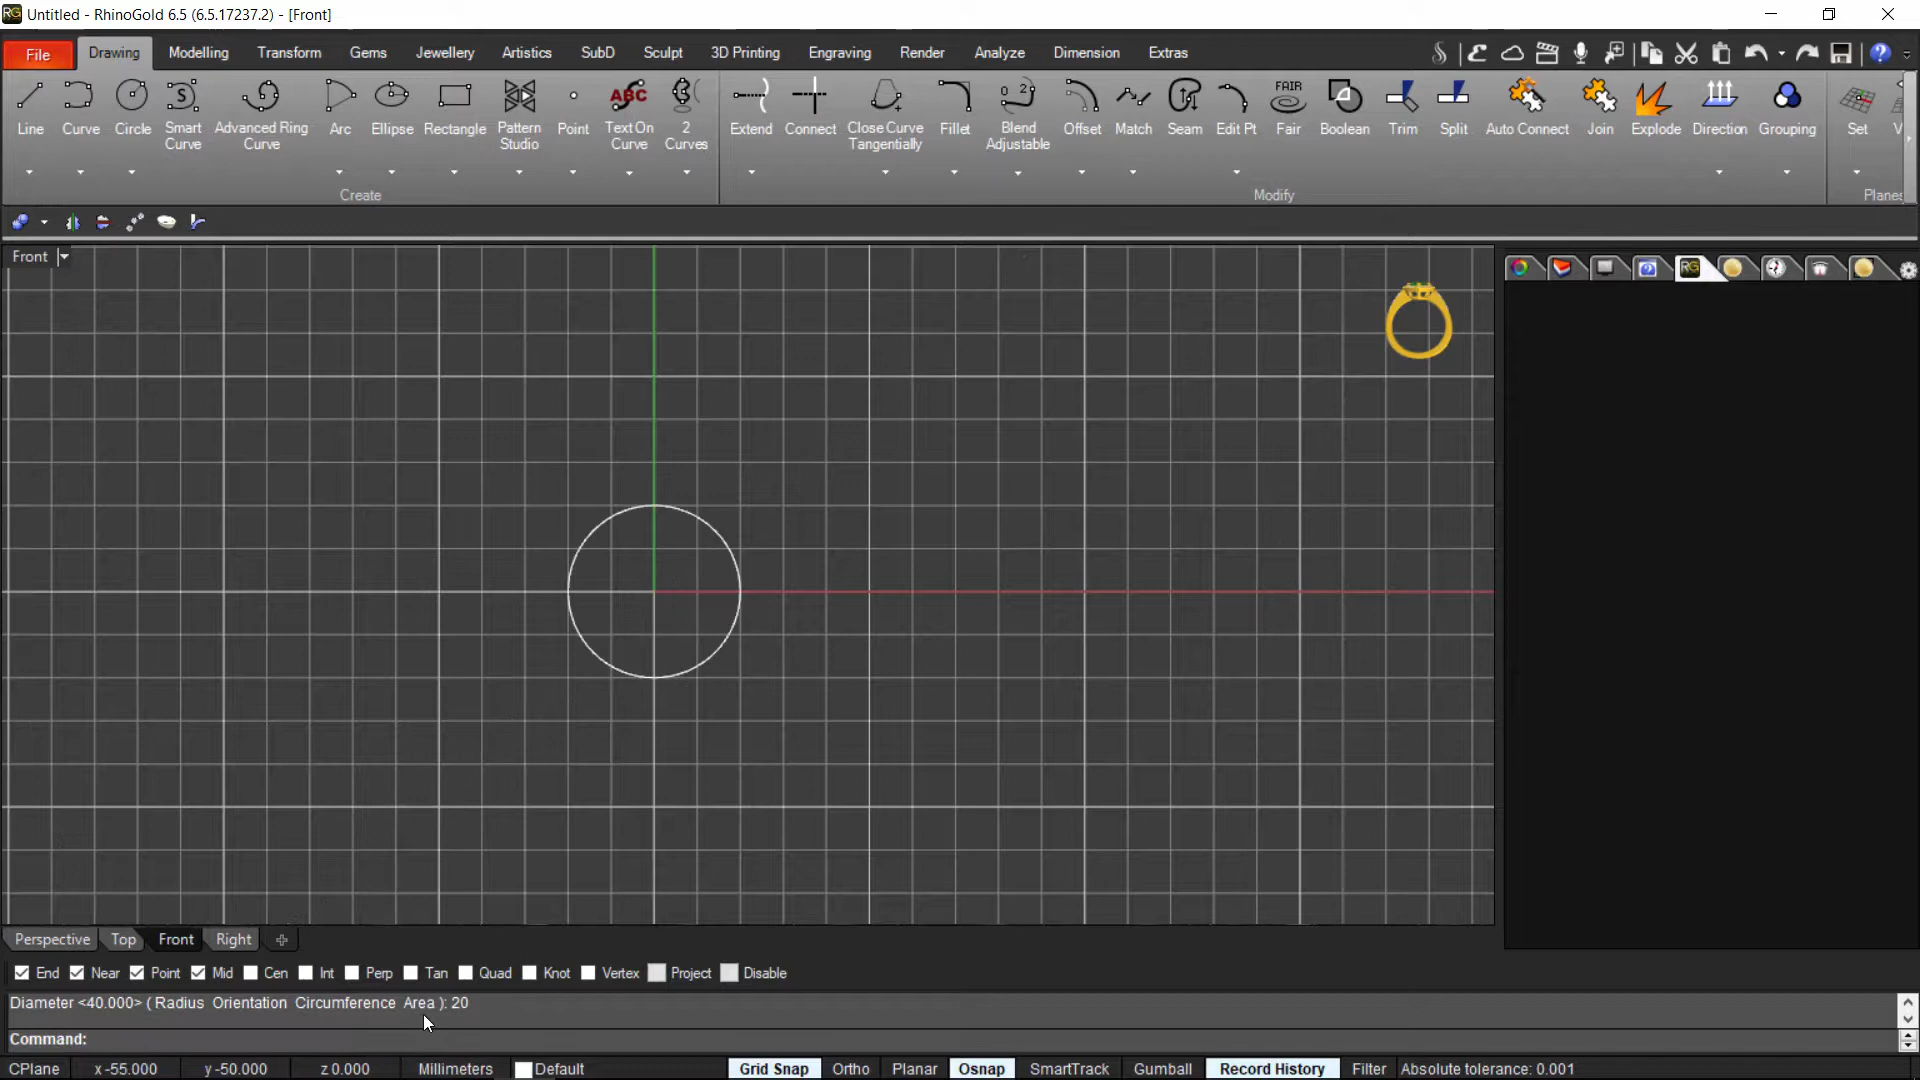 Untitled - RhinoGold 6.5 (6.5.17237.2) - [Front]
File Drawing Modelling Transform Gems Jewellery Artistics SubD Sculpt 3D Printing Engraving Render Analyze Dimension Extras
Line Curve Circle Smart Curve Advanced Ring Curve Arc Ellipse Rectangle Pattern Studio Point Text On Curve 2 Curves Extend Connect Close Curve Tangentially Fillet Blend Adjustable Offset Match Seam Edit Pt Fair Boolean Trim Split Auto Connect Join Explode Direction Grouping Set
Create Modify Planes
Front
Perspective Top Front Right
End Near Point Mid Cen Int Perp Tan Quad Knot Vertex Project Disable
Diameter <40.000> ( Radius Orientation Circumference Area ): 20
Command:
CPlane x -55.000 y -50.000 z 0.000 Millimeters Default Grid Snap Ortho Planar Osnap SmartTrack Gumball Record History Filter Absolute tolerance: 0.001